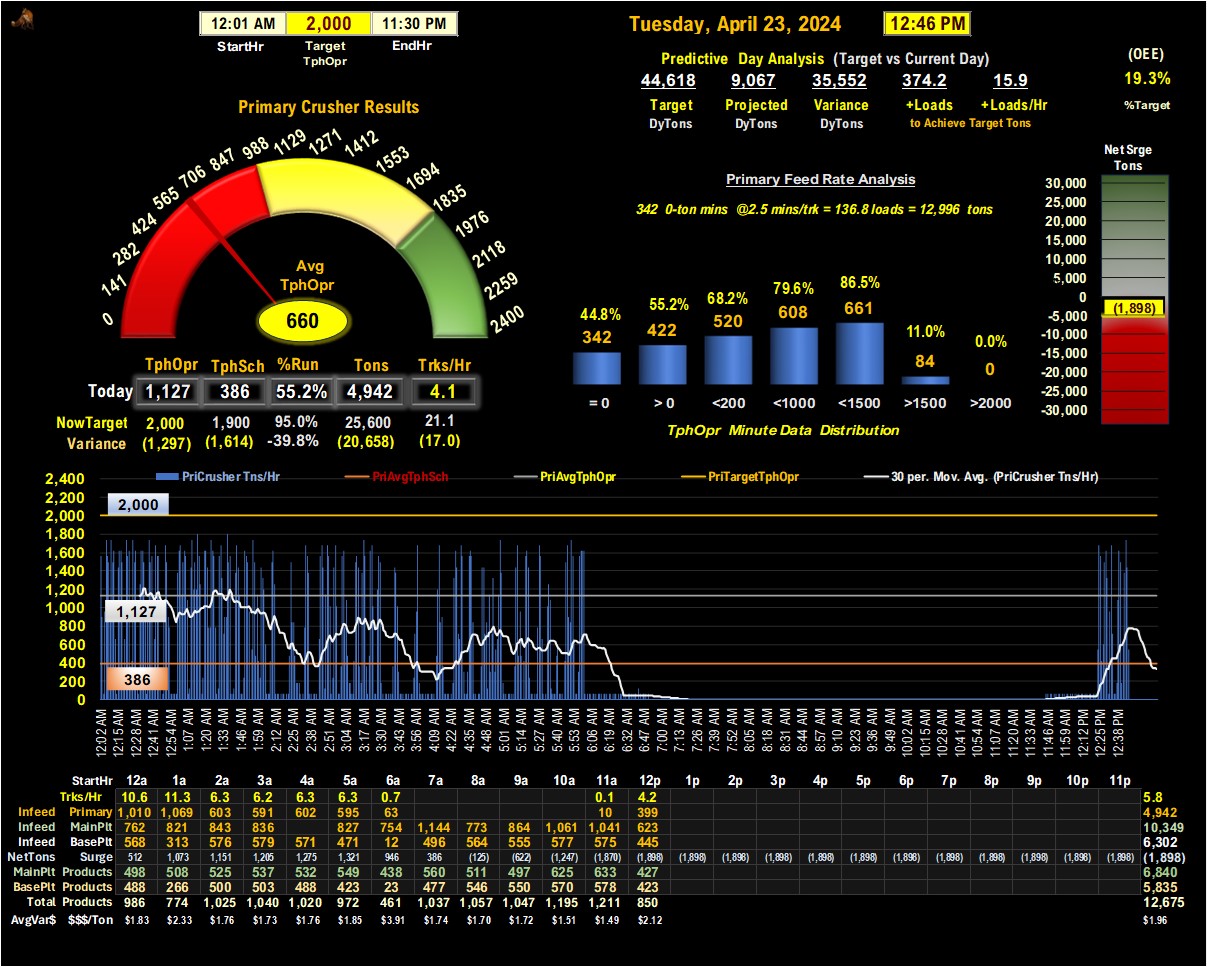 12:01 AM 2,000 11:30 PM
StartHr Target TphOpr EndHr
Tuesday, April 23, 2024 12:46 PM
Predictive Day Analysis (Target vs Current Day)
44,618 9,067 35,552 374.2 15.9
Target Projected Variance +Loads +Loads/Hr
DyTons DyTons DyTons to Achieve Target Tons
(OEE)
19.3%
%Target
Primary Crusher Results
0 141 282 424 565 706 847 988 1129 1271 1412 1553 1694 1835 1976 2118 2259 2400
Avg
TphOpr
660
TphOpr TphSch %Run Tons Trks/Hr
Today 1,127 386 55.2% 4,942 4.1
NowTarget 2,000 1,900 95.0% 25,600 21.1
Variance (1,297) (1,614) -39.8% (20,658) (17.0)
Primary Feed Rate Analysis
342 0-ton mins @2.5 mins/trk = 136.8 loads = 12,996 tons
44.8% 55.2% 68.2% 79.6% 86.5% 11.0% 0.0%
342 422 520 608 661 84 0
= 0 > 0 <200 <1000 <1500 >1500 >2000
TphOpr Minute Data Distribution
Net Srge
Tons
30,000
25,000
20,000
15,000
10,000
5,000
0
(1,898)
-5,000
-10,000
-15,000
-20,000
-25,000
-30,000
PriCrusher Tns/Hr PriAvgTphSch PriAvgTphOpr PriTargetTphOpr 30 per. Mov. Avg. (PriCrusher Tns/Hr)
2,400
2,200
2,000
1,800
1,600
1,400
1,200
1,000
800
600
400
200
0
2,000
1,127
386
12:02 AM 12:15 AM 12:28 AM 12:41 AM 12:54 AM 1:07 AM 1:20 AM 1:33 AM 1:46 AM 1:59 AM 2:12 AM 2:25 AM 2:38 AM 2:51 AM 3:04 AM 3:17 AM 3:30 AM 3:43 AM 3:56 AM 4:09 AM 4:22 AM 4:35 AM 4:48 AM 5:01 AM 5:14 AM 5:27 AM 5:40 AM 5:53 AM 6:06 AM 6:19 AM 6:32 AM 6:47 AM 7:00 AM 7:13 AM 7:26 AM 7:39 AM 7:52 AM 8:05 AM 8:18 AM 8:31 AM 8:44 AM 8:57 AM 9:10 AM 9:23 AM 9:36 AM 9:49 AM 10:02 AM 10:15 AM 10:28 AM 10:41 AM 10:54 AM 11:07 AM 11:20 AM 11:33 AM 11:46 AM 11:59 AM 12:12 PM 12:25 PM 12:38 PM
StartHr 12a 1a 2a 3a 4a 5a 6a 7a 8a 9a 10a 11a 12p 1p 2p 3p 4p 5p 6p 7p 8p 9p 10p 11p
Trks/Hr 10.6 11.3 6.3 6.2 6.3 6.3 0.7 0.1 4.2 5.8
Infeed Primary 1,010 1,069 603 591 602 595 63 10 399 4,942
Infeed MainPlt 762 821 843 836 827 754 1,144 773 864 1,061 1,041 623 10,349
Infeed BasePlt 568 313 576 579 571 471 12 496 564 555 577 575 445 6,302
NetTons Surge 512 1,073 1,151 1,205 1,275 1,321 946 386 (125) (622) (1,247) (1,870) (1,898) (1,898) (1,898) (1,898) (1,898) (1,898) (1,898) (1,898) (1,898) (1,898) (1,898) (1,898) (1,898)
MainPlt Products 498 508 525 537 532 549 438 560 511 497 625 633 427 6,840
BasePlt Products 488 266 500 503 488 423 23 477 546 550 570 578 423 5,835
Total Products 986 774 1,025 1,040 1,020 972 461 1,037 1,057 1,047 1,195 1,211 850 12,675
AvgVar$ $$$/Ton $1.83 $2.33 $1.76 $1.73 $1.76 $1.85 $3.91 $1.74 $1.70 $1.72 $1.51 $1.49 $2.12 $1.96